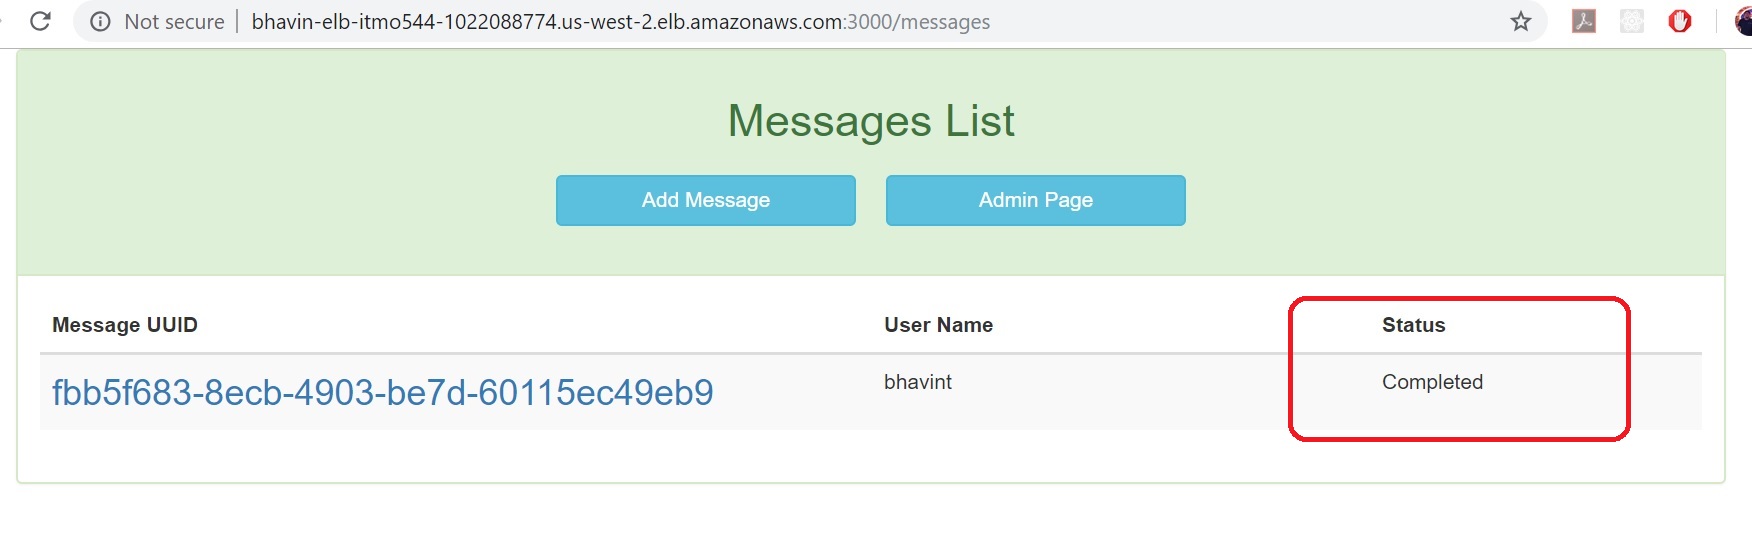 Not secure bhavin-elb-itmo544-1022088774.us-west-2.elb.amazonaws.com:3000/messages
Messages List
Add Message Admin Page
Message UUID User Name Status
fbb5f683-8ecb-4903-be7d-60115ec49eb9 bhavint Completed